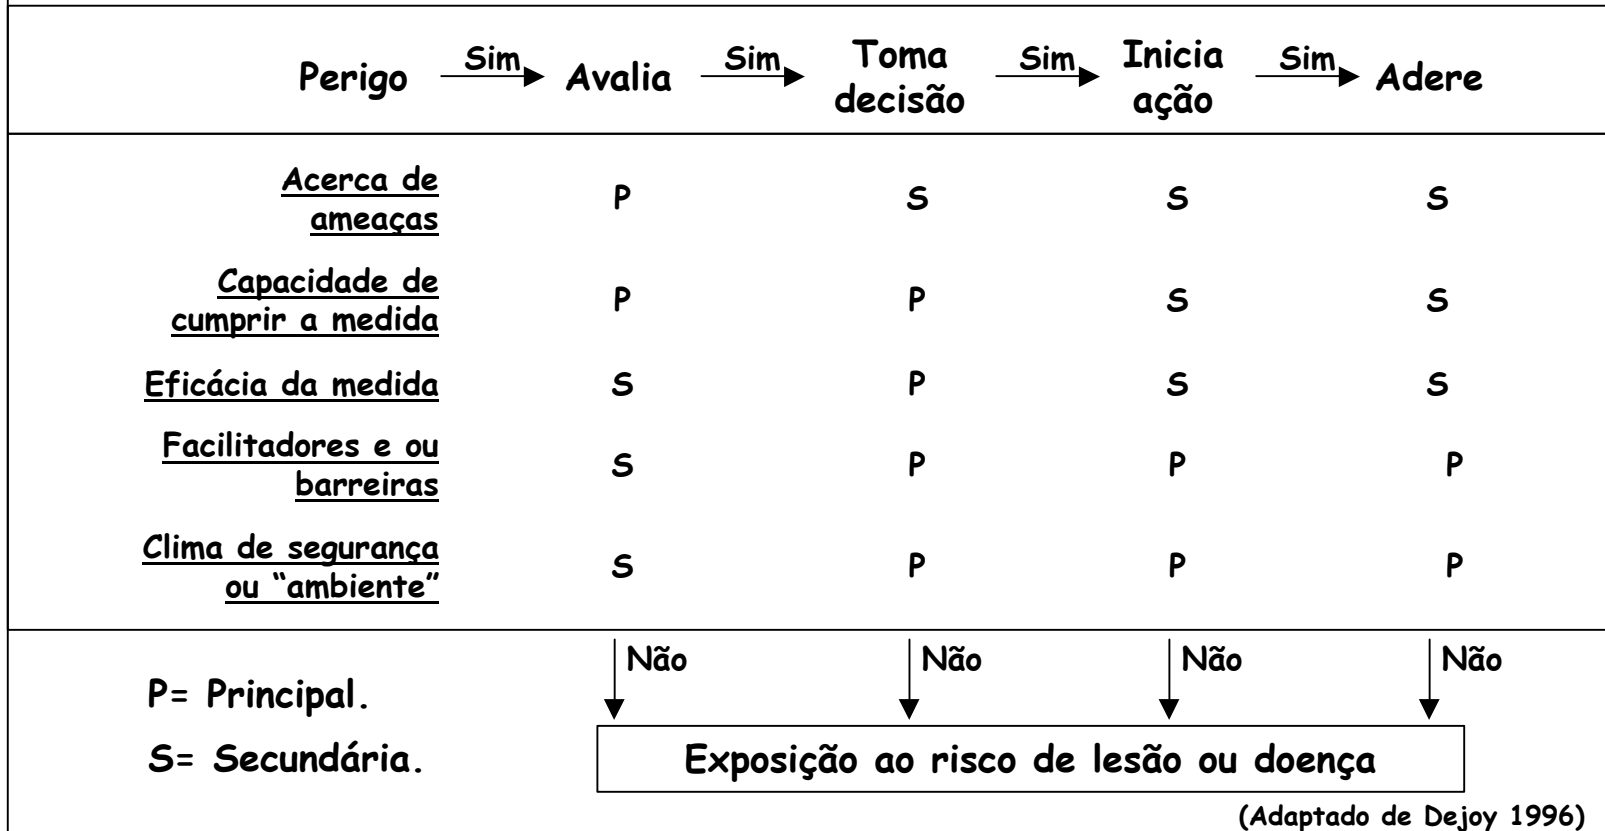 Perigo Sim Avalia Sim Toma decisão Sim Inicia ação Sim Adere
Acerca de
ameaças P S S S
Capacidade de
cumprir a medida P P S S
Eficácia da medida S P S S
Facilitadores e ou
barreiras S P P P
Clima de segurança
ou “ambiente” S P P P
Não Não Não Não
P= Principal.
S= Secundária.
Exposição ao risco de lesão ou doença
(Adaptado de Dejoy 1996)